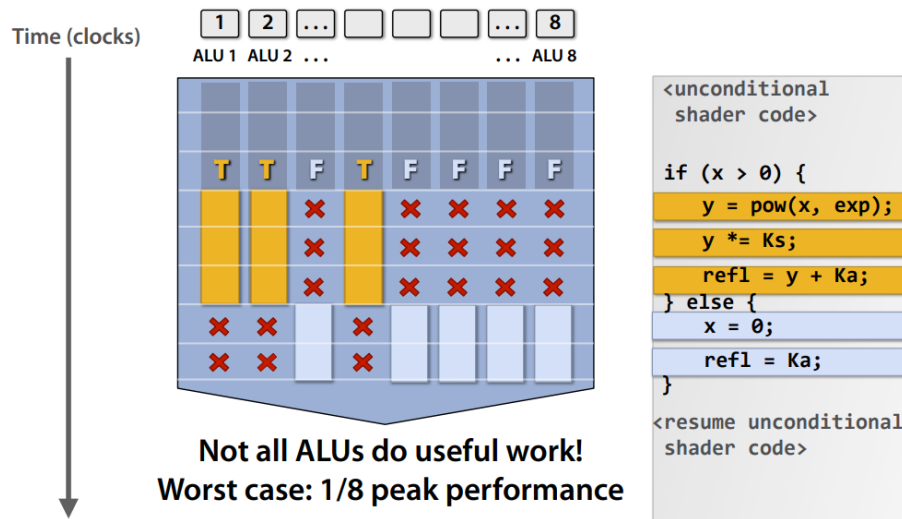 1 2 ... ... 8
Time (clocks)
ALU 1 ALU 2 ... ... ALU 8
T T F T F F F F
<unconditional
shader code>
if (x > 0) {
y = pow(x, exp);
y *= Ks;
refl = y + Ka;
} else {
x = 0;
refl = Ka;
}
<resume unconditional
shader code>
Not all ALUs do useful work!
Worst case: 1/8 peak performance